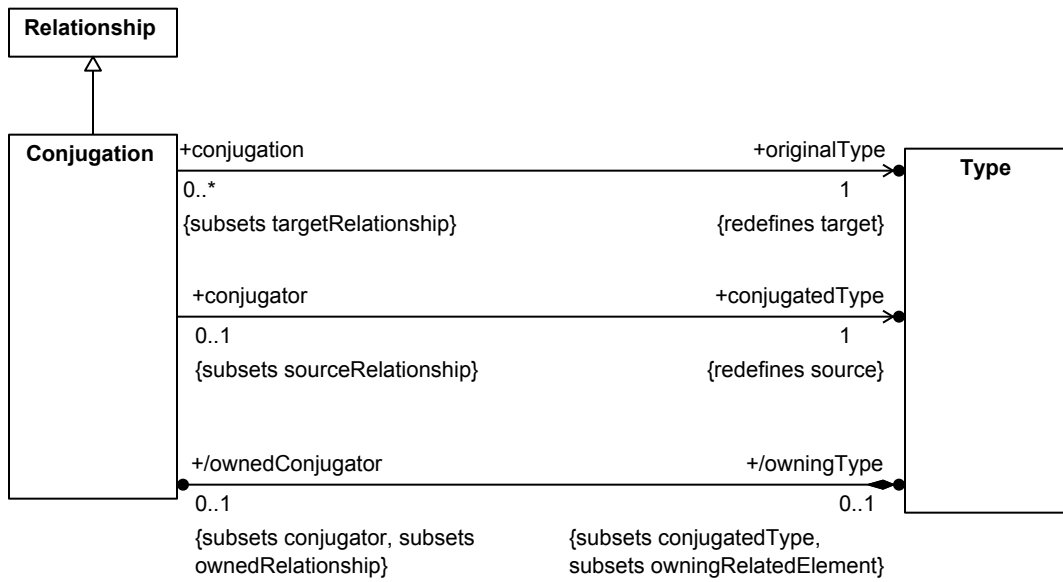 Relationship
Conjugation
Type
+conjugation
+originalType
0..*
1
{subsets targetRelationship}
{redefines target}
+conjugator
+conjugatedType
0..1
1
{subsets sourceRelationship}
{redefines source}
+/ownedConjugator
+/owningType
0..1
0..1
{subsets conjugator, subsets
ownedRelationship}
{subsets conjugatedType,
subsets owningRelatedElement}